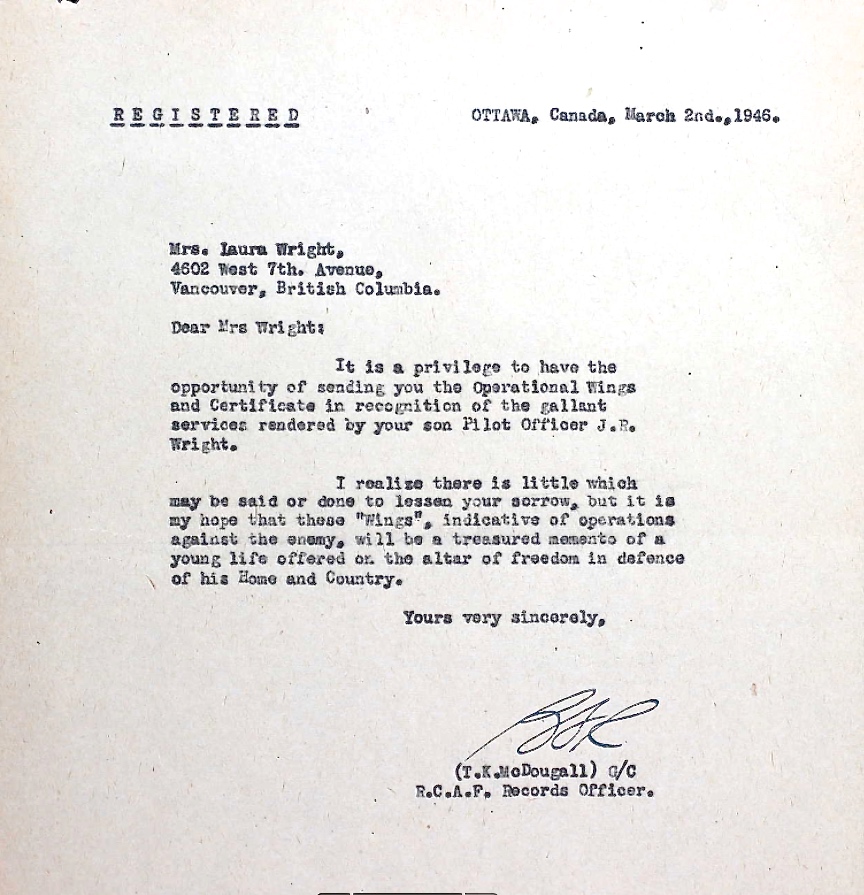 REGISTERED OTTAWA, Canada, March 2nd.,1946.
Mrs. Laura Wright,
4602 West 7th. Avenue,
Vancouver, British Columbia.
Dear Mrs Wright:
It is a privilege to have the
opportunity of sending you the Operational Wings
and Certificate in recognition of the gallant
services rendered by your son Pilot Officer J.R.
Wright.
I realize there is little which
may be said or done to lessen your sorrow, but it is
my hope that these "Wings", indicative of operations
against the enemy, will be a treasured memento of a
young life offered on the altar of freedom in defence
of his Home and Country.
Yours very sincerely,
(T.K.McDougall) G/C
R.C.A.F. Records Officer.